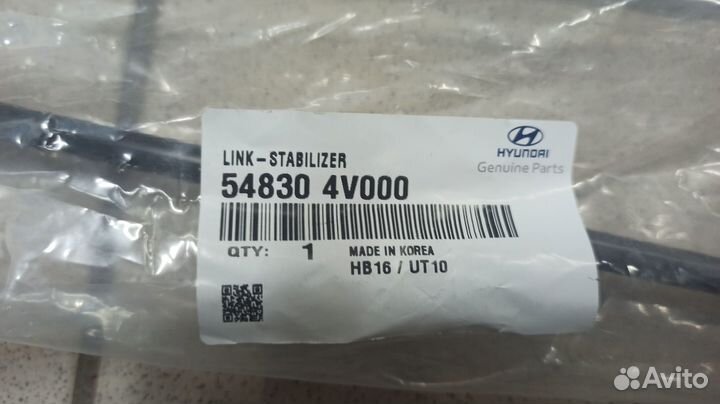 HYUNDAI
Genuine Parts
LINK-STABILIZER
54830 4V000
QTY: 1 MADE IN KOREA
HB16 / UT10
Avito